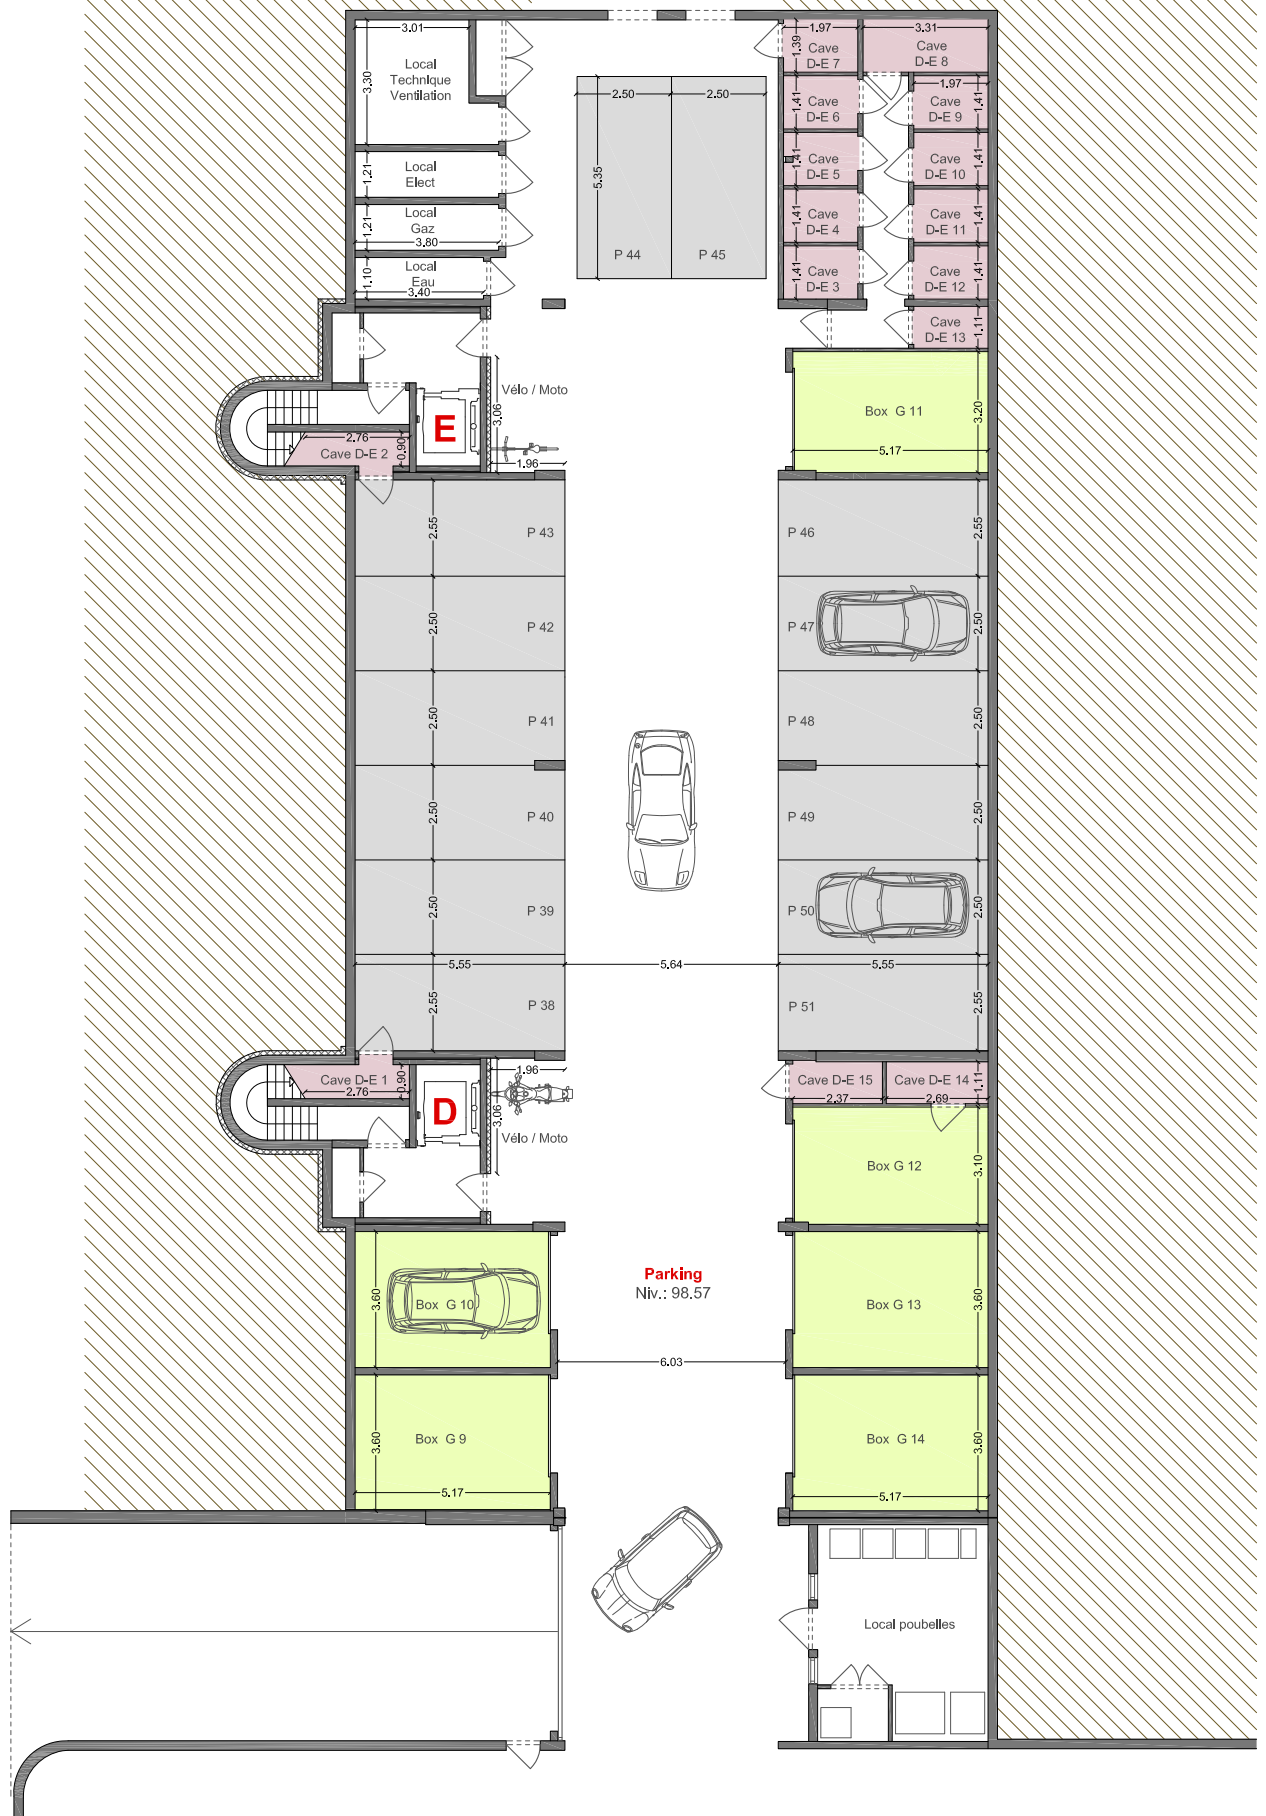 3.01
1.97
3.31
Local
Technique
Ventilation
3.30
1.39
Cave
D-E 7
Cave
D-E 8
1.97
2.50
2.50
1.41
Cave
D-E 6
Cave
D-E 9
1.41
Local
Elect
1.21
5.35
1.41
Cave
D-E 5
Cave
D-E 10
1.41
Local
Gaz
1.21
3.80
1.41
Cave
D-E 4
Cave
D-E 11
1.41
P 44
P 45
Local
Eau
1.10
3.40
1.41
Cave
D-E 3
Cave
D-E 12
1.41
Cave
D-E 13
1.11
Vélo / Moto
3.06
Box G 11
3.20
5.17
E
2.76
0.90
Cave D-E 2
1.96
2.55
P 43
P 46
2.55
2.50
P 42
P 47
2.50
2.50
P 41
P 48
2.50
2.50
P 40
P 49
2.50
2.50
P 39
P 50
2.50
5.55
5.64
5.55
2.55
P 38
P 51
2.55
Cave D-E 1
2.76
0.90
1.96
Cave D-E 15
Cave D-E 14
1.11
2.37
2.69
D
3.06
Vélo / Moto
Box G 12
3.10
Parking
Niv.: 98.57
3.60
Box G 10
Box G 13
3.60
6.03
3.60
Box G 9
Box G 14
3.60
5.17
5.17
Local poubelles